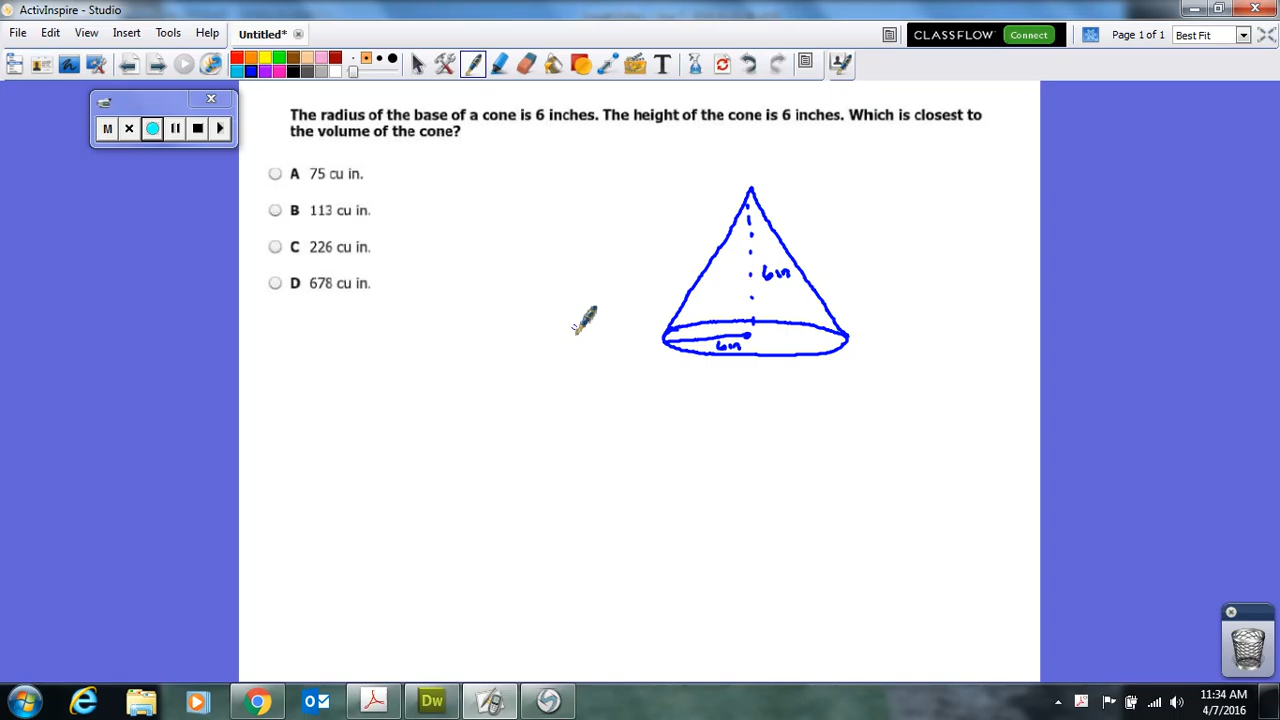 ActivInspire - Studio
File Edit View Insert Tools Help Untitled* CLASSFLOW Connect Page 1 of 1 Best Fit
M
The radius of the base of a cone is 6 inches. The height of the cone is 6 inches. Which is closest to
the volume of the cone?
A 75 cu in.
B 113 cu in.
C 226 cu in.
D 678 cu in.
6in
6in
Dw
11:34 AM
4/7/2016